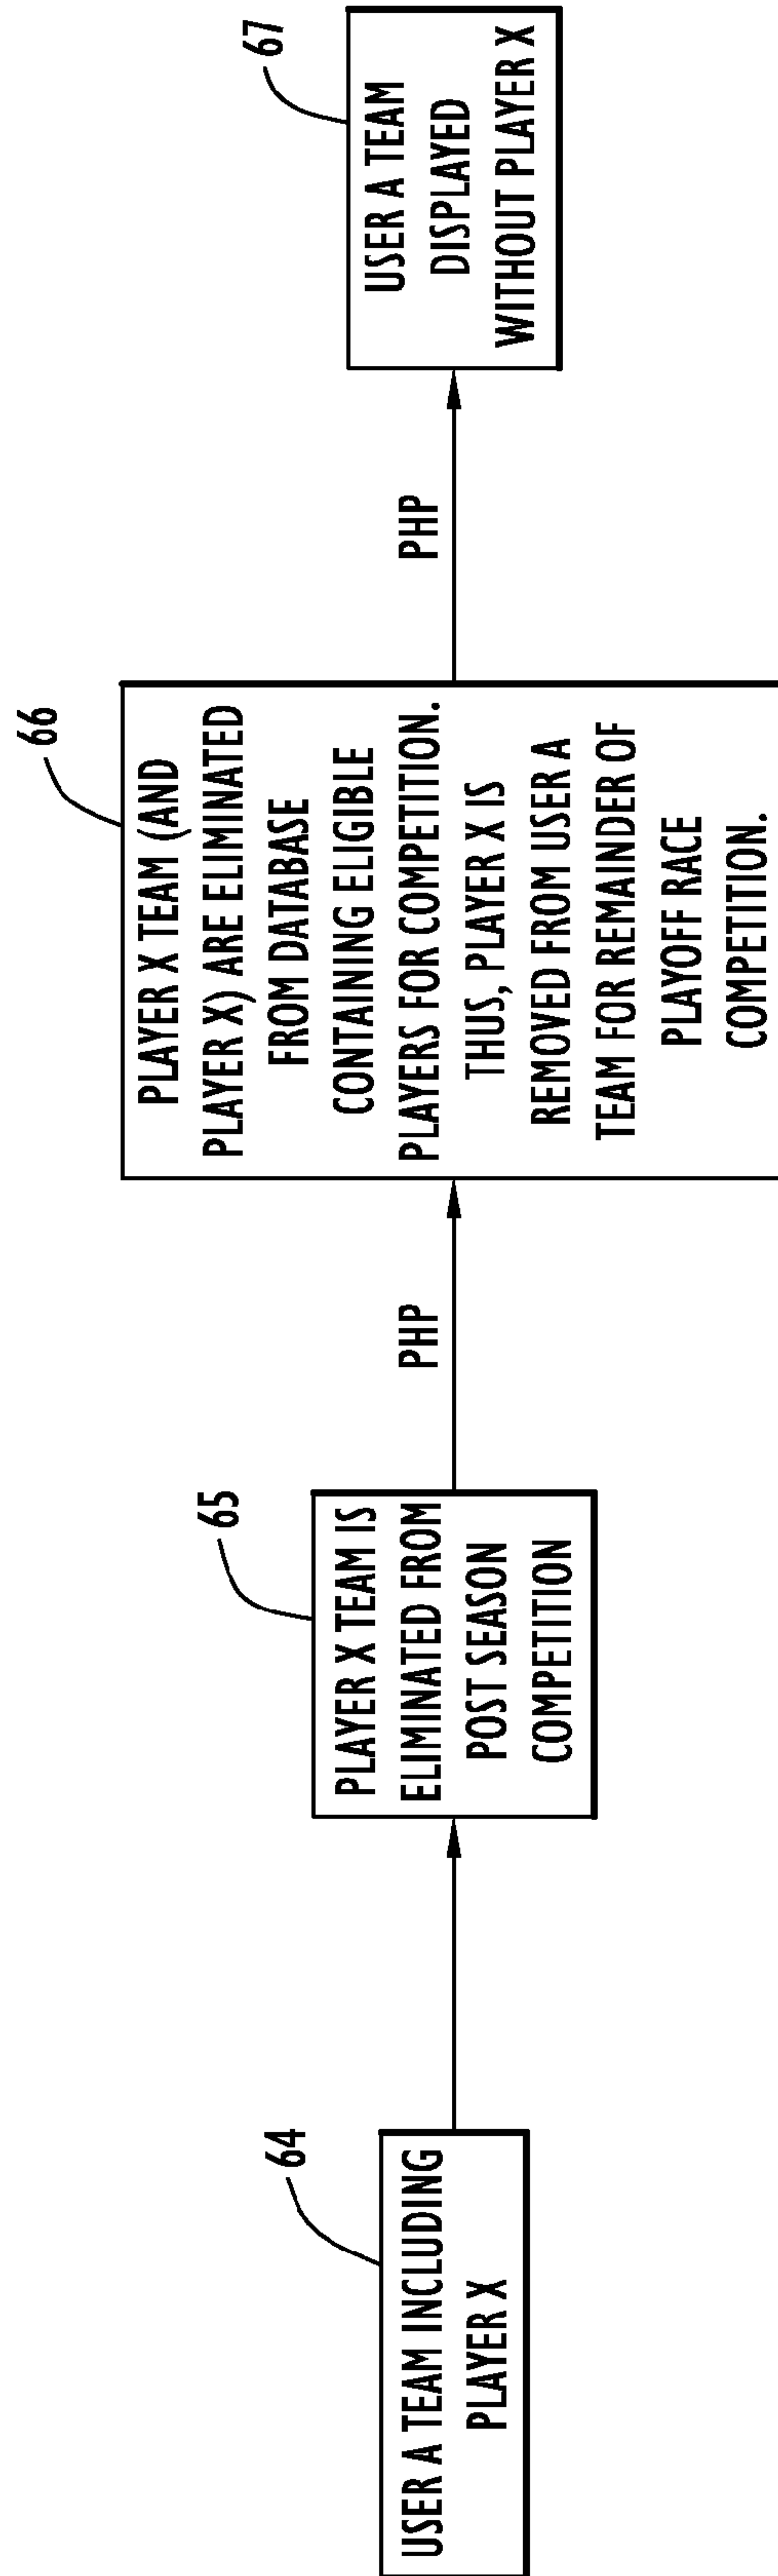 64
USER A TEAM INCLUDING
PLAYER X
65
PLAYER X TEAM IS
ELIMINATED FROM
POST SEASON
COMPETITION
PHP
66
PLAYER X TEAM (AND
PLAYER X) ARE ELIMINATED
FROM DATABASE
CONTAINING ELIGIBLE
PLAYERS FOR COMPETITION.
THUS, PLAYER X IS
REMOVED FROM USER A
TEAM FOR REMAINDER OF
PLAYOFF RACE
COMPETITION.
PHP
67
USER A TEAM
DISPLAYED
WITHOUT PLAYER X